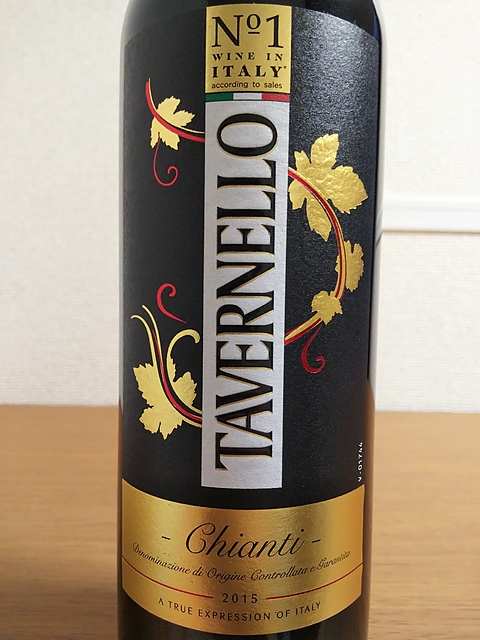 Nº1
WINE IN
ITALY*
according to sales
TAVERNELLO
V-01744
- Chianti -
Denominazione di Origine Controllata e Garantita
2015
A TRUE EXPRESSION OF ITALY